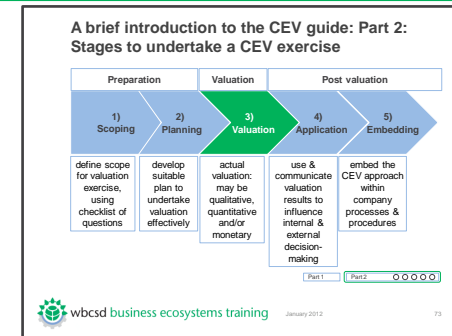 A brief introduction to the CEV guide: Part 2:
Stages to undertake a CEV exercise
Preparation
Valuation
Post valuation
1)
Scoping
2)
Planning
3)
Valuation
4)
Application
5)
Embedding
define scope
for valuation
exercise,
using
checklist of
questions
develop
suitable
plan to
undertake
valuation
effectively
actual
valuation:
may be
qualitative,
quantitative
and/or
monetary
use &
communicate
valuation
results to
influence
internal &
external
decision-
making
embed the
CEV approach
within
company
processes &
procedures
Part 1
Part 2
wbcsd business ecosystems training
January 2012
73